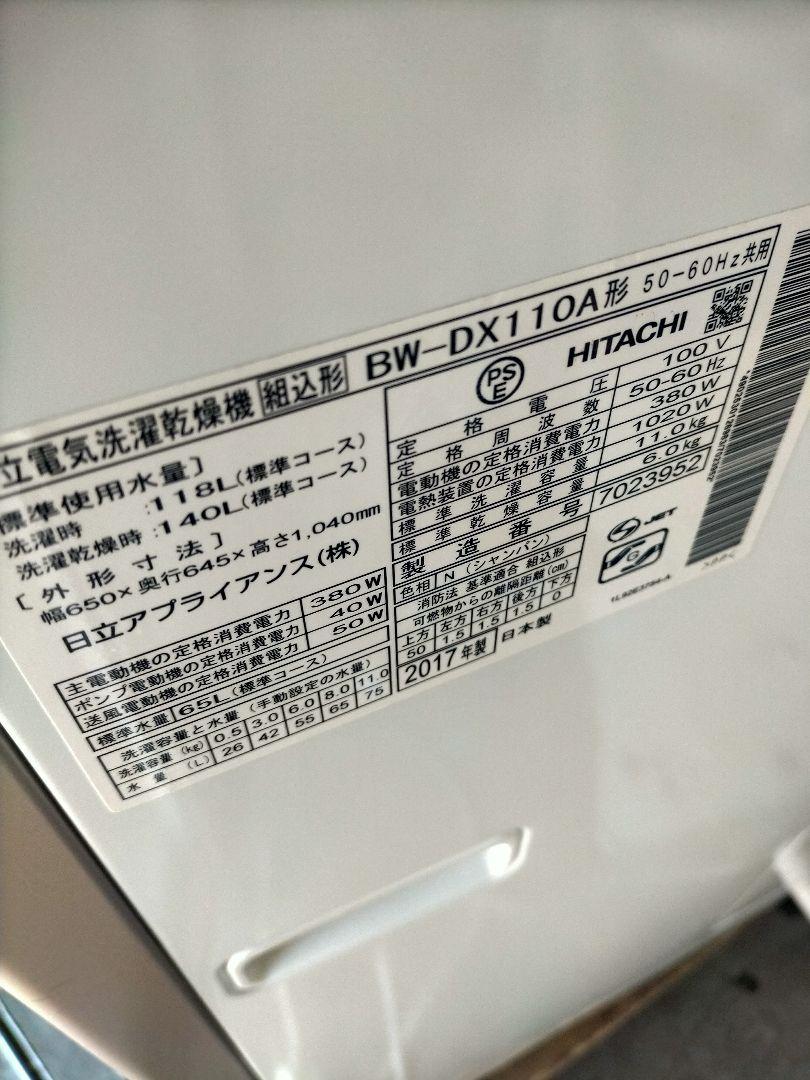 立電気洗濯乾燥機 組込形 BW-DX110A形 50-60Hz共用
標準使用水量］
洗濯時 :118L(標準コース)
洗濯乾燥時:140L(標準コース)
［外形寸法］
幅650×奥行645×高さ1,040mm
日立アプライアンス(株)
主電動機の定格消費電力 380W
ポンプ電動機の定格消費電力 40W
送風電動機の定格消費電力 50W
標準水量 65L(標準コース)
洗濯容量と水量(手動設定の水量)
洗濯容量(kg) 0.5 3.0 6.0 8.0 11.0
水量(L) 26 42 55 65 75
PSE
HITACHI
定格電圧 100V
定格周波数 50-60Hz
電動機の定格消費電力 380W
電熱装置の定格消費電力 1020W
標準洗濯容量 11.0kg
標準乾燥容量 6.0kg
製造番号 7023952
色相 N(シャンパン)
消防法 基準適合 組込形
可燃物からの離隔距離(cm)
上方 左方 右方 後方 下方
50 1.5 1.5 1.5 0
2017年製 日本製
JET
G